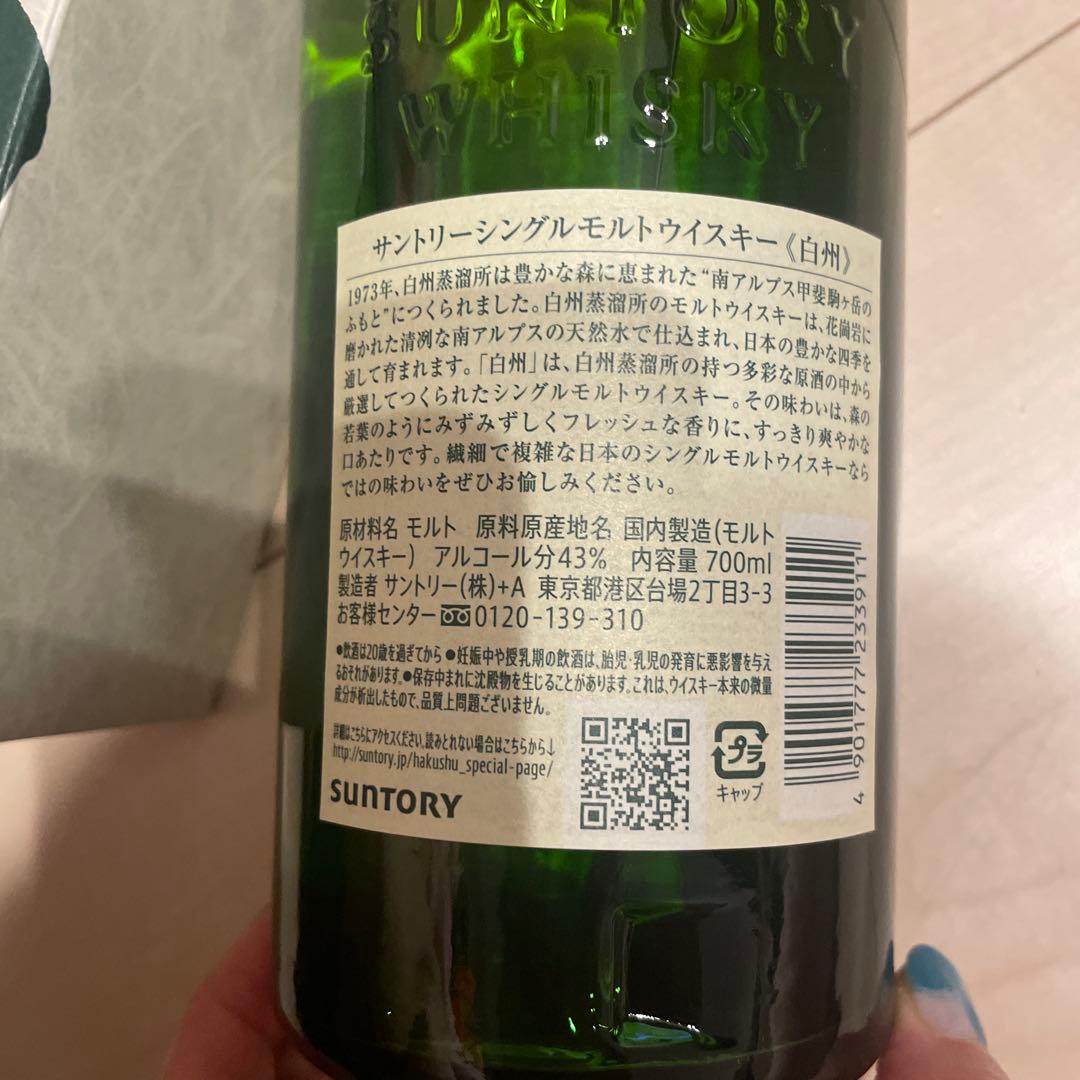 SUNTORY
WHISKY
サントリーシングルモルトウイスキー《白州》
1973年、白州蒸溜所は豊かな森に恵まれた“南アルプス甲斐駒ヶ岳の
ふもと”につくられました。白州蒸溜所のモルトウイスキーは、花崗岩に
磨かれた清冽な南アルプスの天然水で仕込まれ、日本の豊かな四季を
通して育まれます。「白州」は、白州蒸溜所の持つ多彩な原酒の中から
厳選してつくられたシングルモルトウイスキー。その味わいは、森の
若葉のようにみずみずしくフレッシュな香りに、すっきり爽やかな
口あたりです。繊細で複雑な日本のシングルモルトウイスキーなら
ではの味わいをぜひお愉しみください。
原材料名 モルト 原料原産地名 国内製造(モルト
ウイスキー) アルコール分43% 内容量 700ml
製造者 サントリー(株)+A 東京都港区台場2丁目3-3
お客様センター 0120-139-310
●飲酒は20歳を過ぎてから ●妊娠中や授乳期の飲酒は、胎児・乳児の発育に悪影響を与え
るおそれがあります。●保存中まれに沈殿物を生じることがあります。これは、ウイスキー本来の微量
成分が析出したもので、品質上問題ございません。
詳細はこちらにアクセスください。読みとれない場合はこちらから↓
http://suntory.jp/hakushu_special-page/
SUNTORY
プラ
キャップ
4 901777 233911